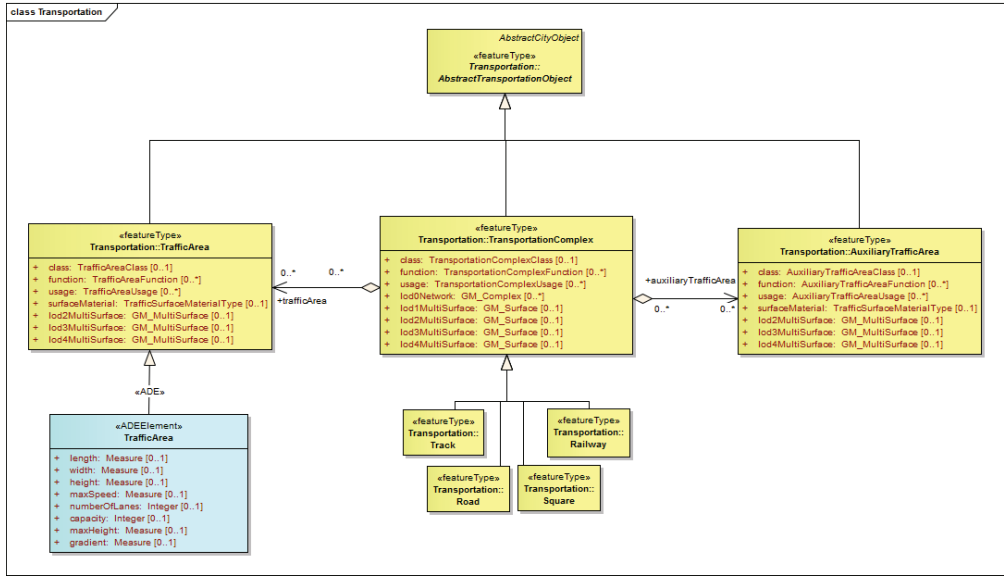 class Transportation
AbstractCityObject
«featureType»
Transportation::
AbstractTransportationObject
«featureType»
Transportation::TrafficArea
+ class: TrafficAreaClass [0..1]
+ function: TrafficAreaFunction [0..*]
+ usage: TrafficAreaUsage [0..*]
+ surfaceMaterial: TrafficSurfaceMaterialType [0..1]
+ lod2MultiSurface: GM_MultiSurface [0..1]
+ lod3MultiSurface: GM_MultiSurface [0..1]
+ lod4MultiSurface: GM_MultiSurface [0..1]
0..* 0..*
+trafficArea
«featureType»
Transportation::TransportationComplex
+ class: TransportationComplexClass [0..1]
+ function: TransportationComplexFunction [0..*]
+ usage: TransportationComplexUsage [0..*]
+ lod0Network: GM_Complex [0..*]
+ lod1MultiSurface: GM_Surface [0..1]
+ lod2MultiSurface: GM_Surface [0..1]
+ lod3MultiSurface: GM_Surface [0..1]
+ lod4MultiSurface: GM_Surface [0..1]
+auxiliaryTrafficArea
0..* 0..*
«featureType»
Transportation::AuxiliaryTrafficArea
+ class: AuxiliaryTrafficAreaClass [0..1]
+ function: AuxiliaryTrafficAreaFunction [0..*]
+ usage: AuxiliaryTrafficAreaUsage [0..*]
+ surfaceMaterial: TrafficSurfaceMaterialType [0..1]
+ lod2MultiSurface: GM_MultiSurface [0..1]
+ lod3MultiSurface: GM_MultiSurface [0..1]
+ lod4MultiSurface: GM_MultiSurface [0..1]
«ADE»
«ADEElement»
TrafficArea
+ length: Measure [0..1]
+ width: Measure [0..1]
+ height: Measure [0..1]
+ maxSpeed: Measure [0..1]
+ numberOfLanes: Integer [0..1]
+ capacity: Integer [0..1]
+ maxHeight: Measure [0..1]
+ gradient: Measure [0..1]
«featureType»
Transportation::
Track
«featureType»
Transportation::
Railway
«featureType»
Transportation::
Road
«featureType»
Transportation::
Square